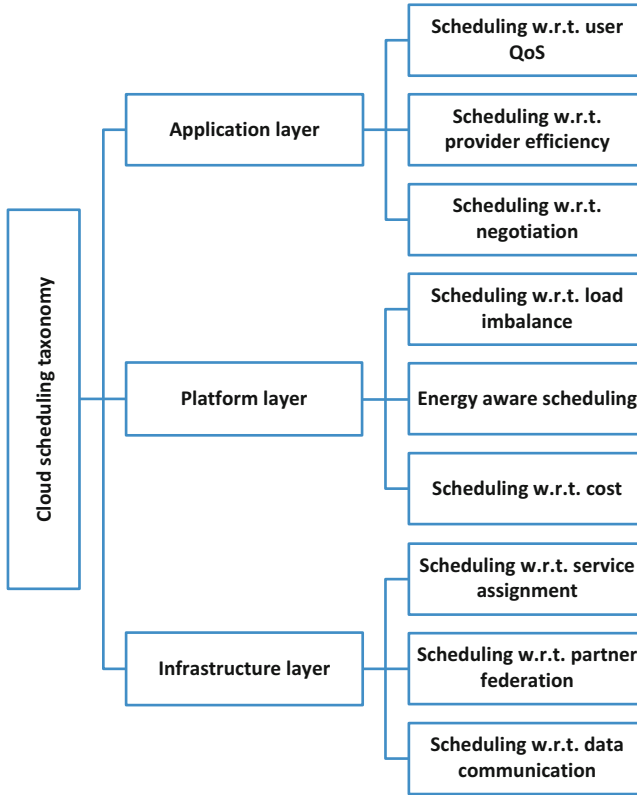 Cloud scheduling taxonomy
Application layer
Scheduling w.r.t. user
QoS
Scheduling w.r.t.
provider efficiency
Scheduling w.r.t.
negotiation
Platform layer
Scheduling w.r.t. load
imbalance
Energy aware scheduling
Scheduling w.r.t. cost
Infrastructure layer
Scheduling w.r.t. service
assignment
Scheduling w.r.t. partner
federation
Scheduling w.r.t. data
communication